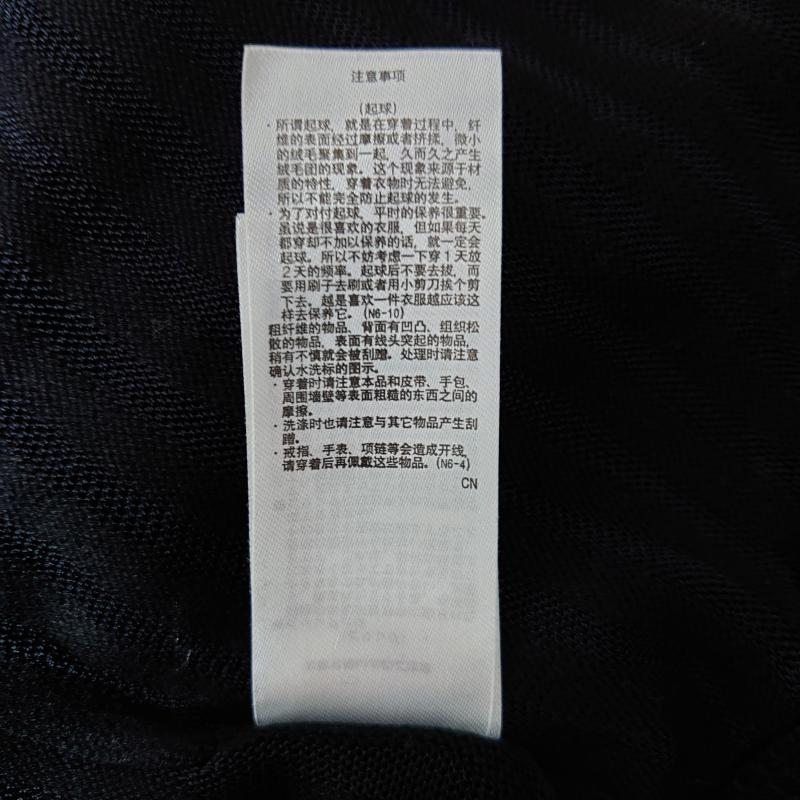 注意事项
(起球)
· 所谓起球，就是在穿着过程中，纤
维的表面经过摩擦或者挤揉，微小
的绒毛聚集到一起，久而久之产生
绒毛团的现象。这个现象来源于材
质的特性，穿着衣物时无法避免，
所以不能完全防止起球的发生。
· 为了对付起球，平时的保养很重要。
虽说是很喜欢的衣服，但如果每天
都穿却不加以保养的话，就一定会
起球。所以不妨考虑一下穿1天放
2天的频率。起球后不要去拔，而
要用刷子去刷或者用小剪刀挨个剪
下去。越是喜欢一件衣服越应该这
样去保养它。(N6-10)
粗纤维的物品、背面有凹凸、组织松
散的物品，表面有线头突起的物品，
稍有不慎就会被刮蹭。处理时请注意
确认水洗标的图示。
· 穿着时请注意本品和皮带、手包、
周围墙壁等表面粗糙的东西之间的
摩擦。
· 洗涤时也请注意与其它物品产生刮
蹭。
· 戒指、手表、项链等会造成开线，
请穿着后再佩戴这些物品。(N6-4)
CN